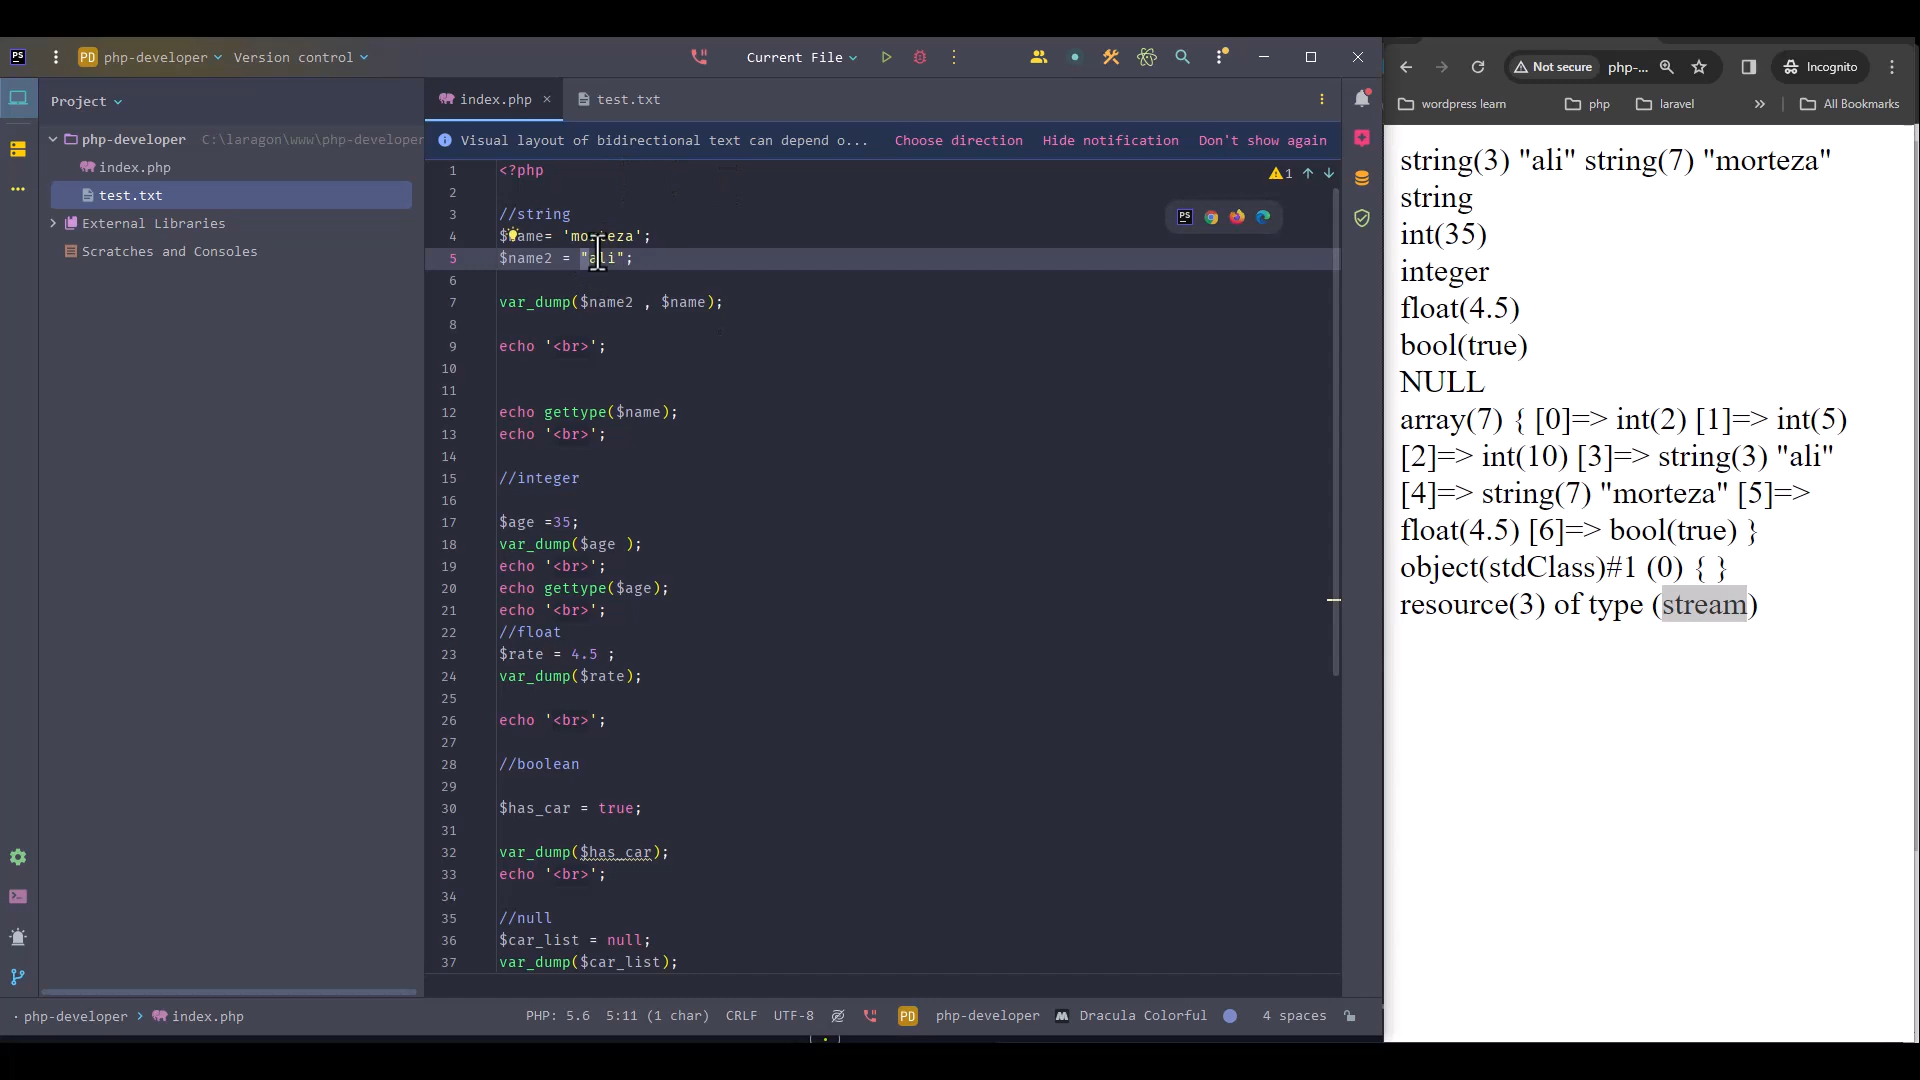 PS PD php-developer Version control Current File
Project
php-developer C:\laragon\www\php-developer
index.php
test.txt
External Libraries
Scratches and Consoles
index.php test.txt
Visual layout of bidirectional text can depend o... Choose direction Hide notification Don't show again
1 <?php
2
3 //string
4 $name= 'morteza';
5 $name2 = "ali";
6
7 var_dump($name2 , $name);
8
9 echo '<br>';
10
11
12 echo gettype($name);
13 echo '<br>';
14
15 //integer
16
17 $age =35;
18 var_dump($age );
19 echo '<br>';
20 echo gettype($age);
21 echo '<br>';
22 //float
23 $rate = 4.5 ;
24 var_dump($rate);
25
26 echo '<br>';
27
28 //boolean
29
30 $has_car = true;
31
32 var_dump($has_car);
33 echo '<br>';
34
35 //null
36 $car_list = null;
37 var_dump($car_list);
1
PS
php-developer index.php PHP: 5.6 5:11 (1 char) CRLF UTF-8 PD php-developer Dracula Colorful 4 spaces
Not secure php-... Incognito
wordpress learn php laravel All Bookmarks
string(3) "ali" string(7) "morteza"
string
int(35)
integer
float(4.5)
bool(true)
NULL
array(7) { [0]=> int(2) [1]=> int(5)
[2]=> int(10) [3]=> string(3) "ali"
[4]=> string(7) "morteza" [5]=>
float(4.5) [6]=> bool(true) }
object(stdClass)#1 (0) { }
resource(3) of type (stream)